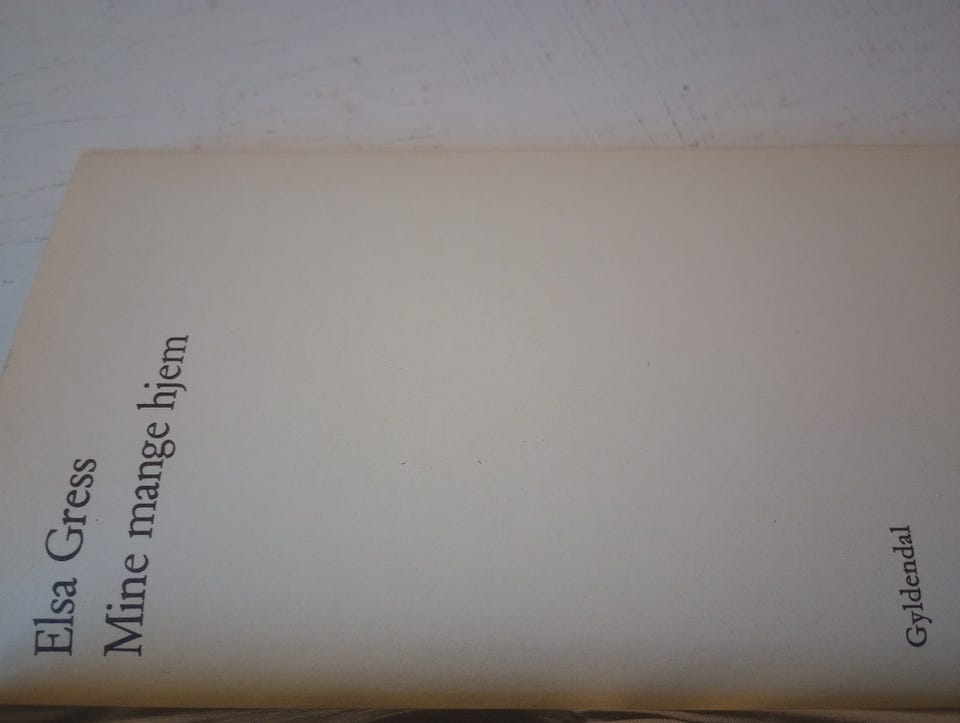 Elsa Gress
Mine mange hjem
Gyldendal